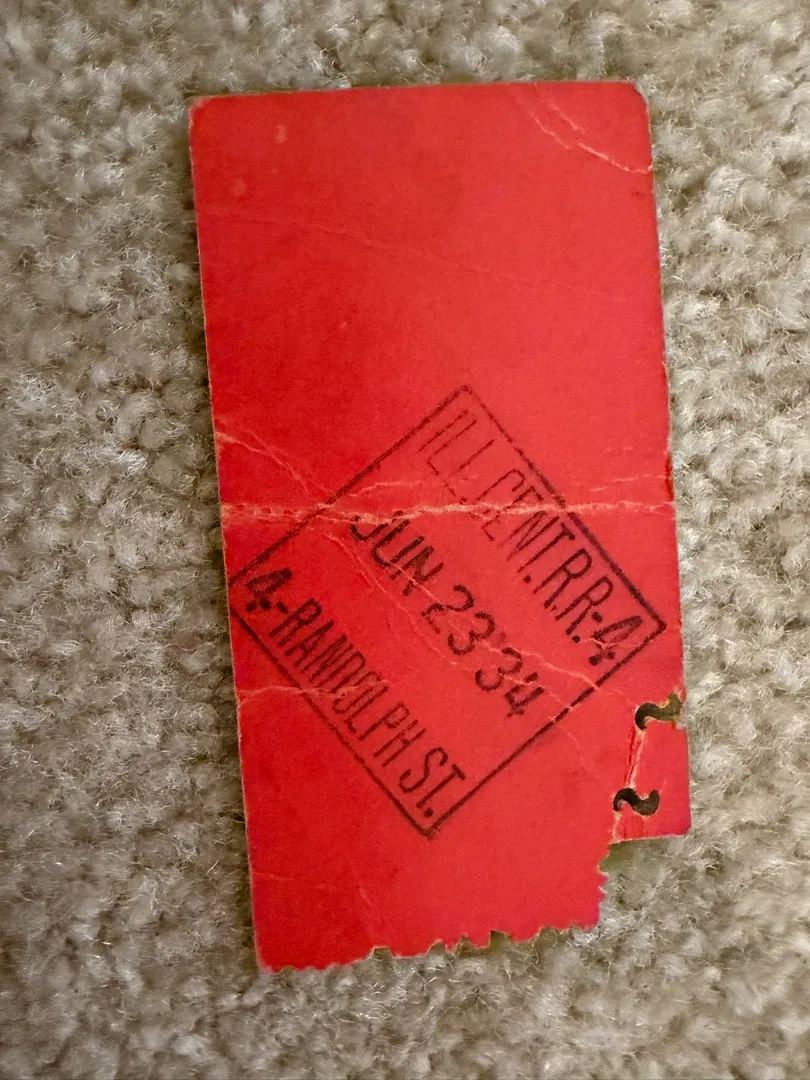 ILL.CENT.R.R.-4
JUN 23'34
4-RANDOLPH ST.